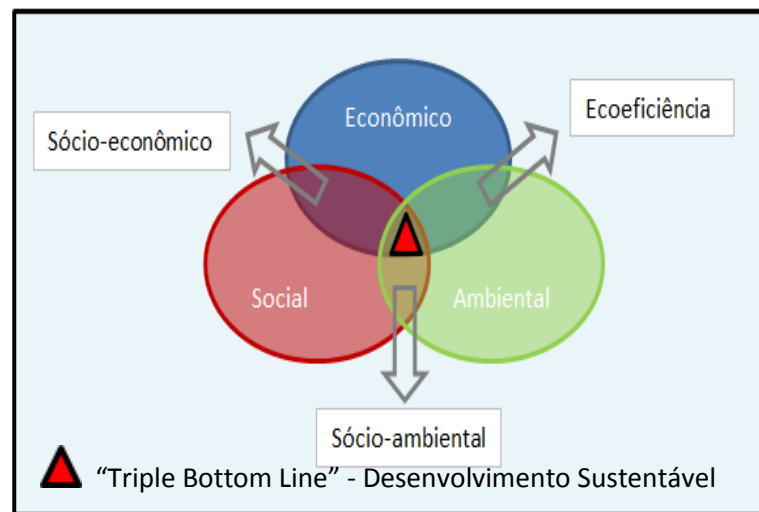 Econômico
Ecoeficiência
Sócio-econômico
Social
Ambiental
Sócio-ambiental
“Triple Bottom Line” - Desenvolvimento Sustentável